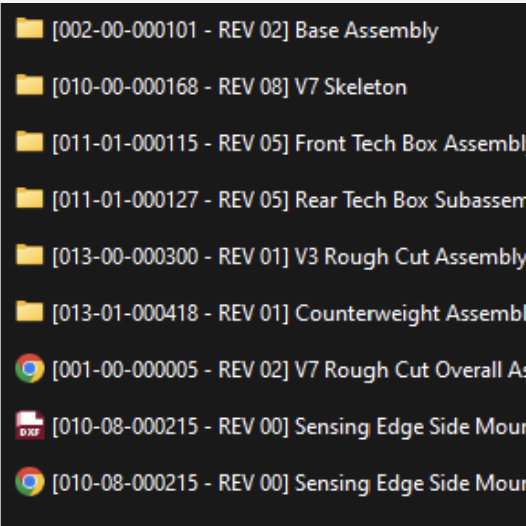 [002-00-000101 - REV 02] Base Assembly
[010-00-000168 - REV 08] V7 Skeleton
[011-01-000115 - REV 05] Front Tech Box Assembl
[011-01-000127 - REV 05] Rear Tech Box Subassem
[013-00-000300 - REV 01] V3 Rough Cut Assembly
[013-01-000418 - REV 01] Counterweight Assembl
[001-00-000005 - REV 02] V7 Rough Cut Overall As
DXF [010-08-000215 - REV 00] Sensing Edge Side Moun
[010-08-000215 - REV 00] Sensing Edge Side Moun